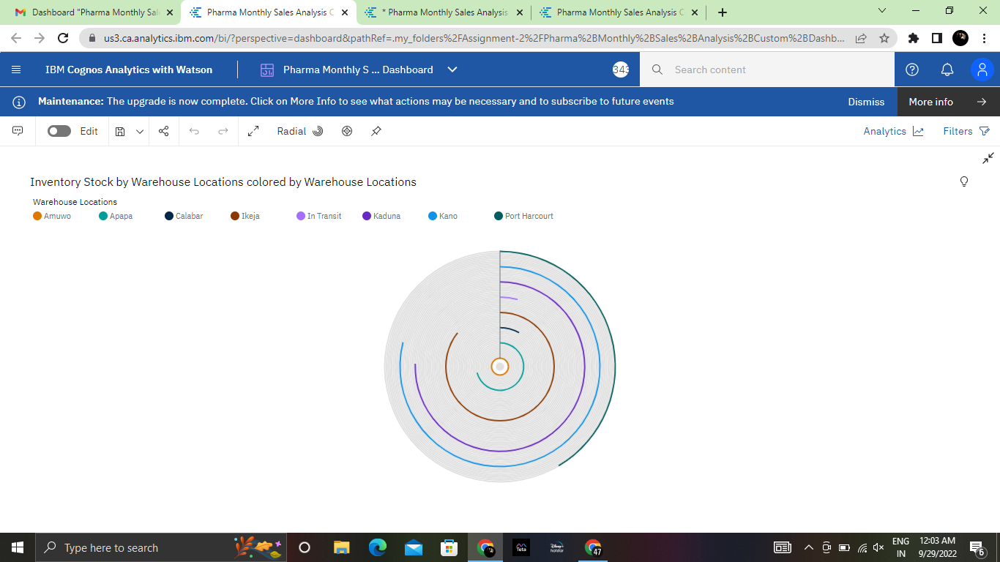 Dashboard "Pharma Monthly Sal
Pharma Monthly Sales Analysis C
* Pharma Monthly Sales Analysis
Pharma Monthly Sales Analysis C
us3.ca.analytics.ibm.com/bi/?perspective=dashboard&pathRef=.my_folders%2FAssignment-2%2FPharma%2BMonthly%2BSales%2BAnalysis%2BCustom%2BDashb...
IBM Cognos Analytics with Watson
Pharma Monthly S ... Dashboard
343
Search content
Maintenance: The upgrade is now complete. Click on More Info to see what actions may be necessary and to subscribe to future events
Dismiss
More info
Edit
Radial
Analytics
Filters
Inventory Stock by Warehouse Locations colored by Warehouse Locations
Warehouse Locations
Amuwo Apapa Calabar Ikeja In Transit Kaduna Kano Port Harcourt
Type here to search
Teta
Disney+ hotstar
47
ENG
IN
12:03 AM
9/29/2022
6